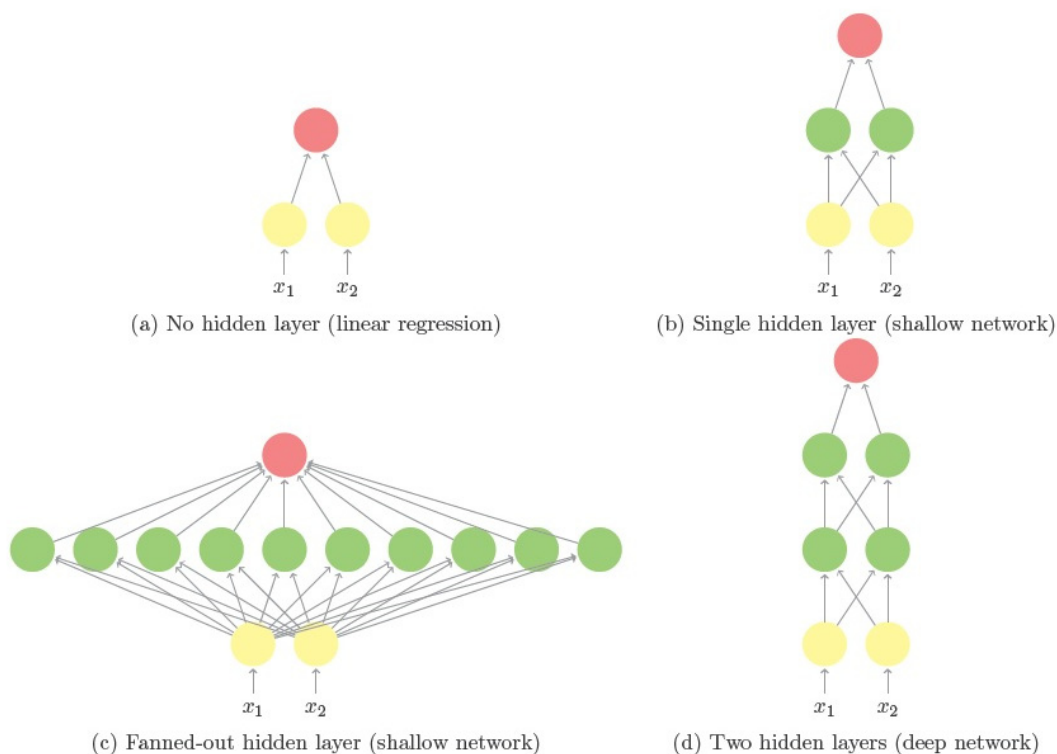 x₁ x₂
(a) No hidden layer (linear regression)
x₁ x₂
(b) Single hidden layer (shallow network)
x₁ x₂
(c) Fanned-out hidden layer (shallow network)
x₁ x₂
(d) Two hidden layers (deep network)